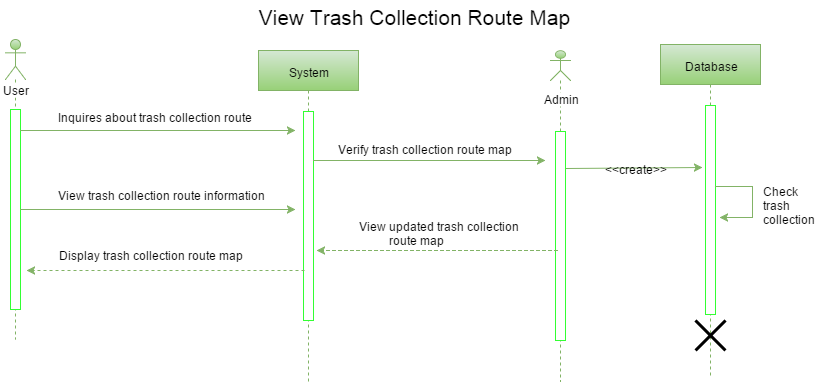 View Trash Collection Route Map
User
System
Admin
Database
Inquires about trash collection route
Verify trash collection route map
<<create>>
Check
trash
collection
View trash collection route information
View updated trash collection
route map
Display trash collection route map